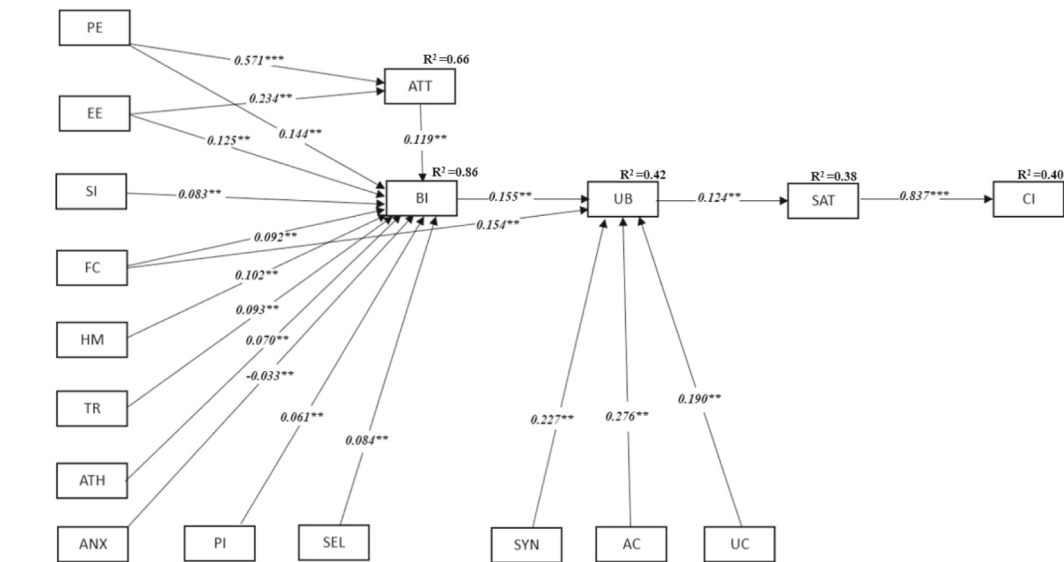 PE
R²=0.66
0.571***
ATT
0.234**
EE
0.144**
0.125**
0.119**
R²=0.86
R²=0.42
R²=0.38
R²=0.40
SI
0.083**
BI
0.155**
UB
0.124**
SAT
0.837***
CI
0.154**
0.092**
FC
0.102**
0.093**
HM
0.070**
-0.033**
TR
0.061**
0.084**
0.227**
0.276**
0.190**
ATH
ANX
PI
SEL
SYN
AC
UC